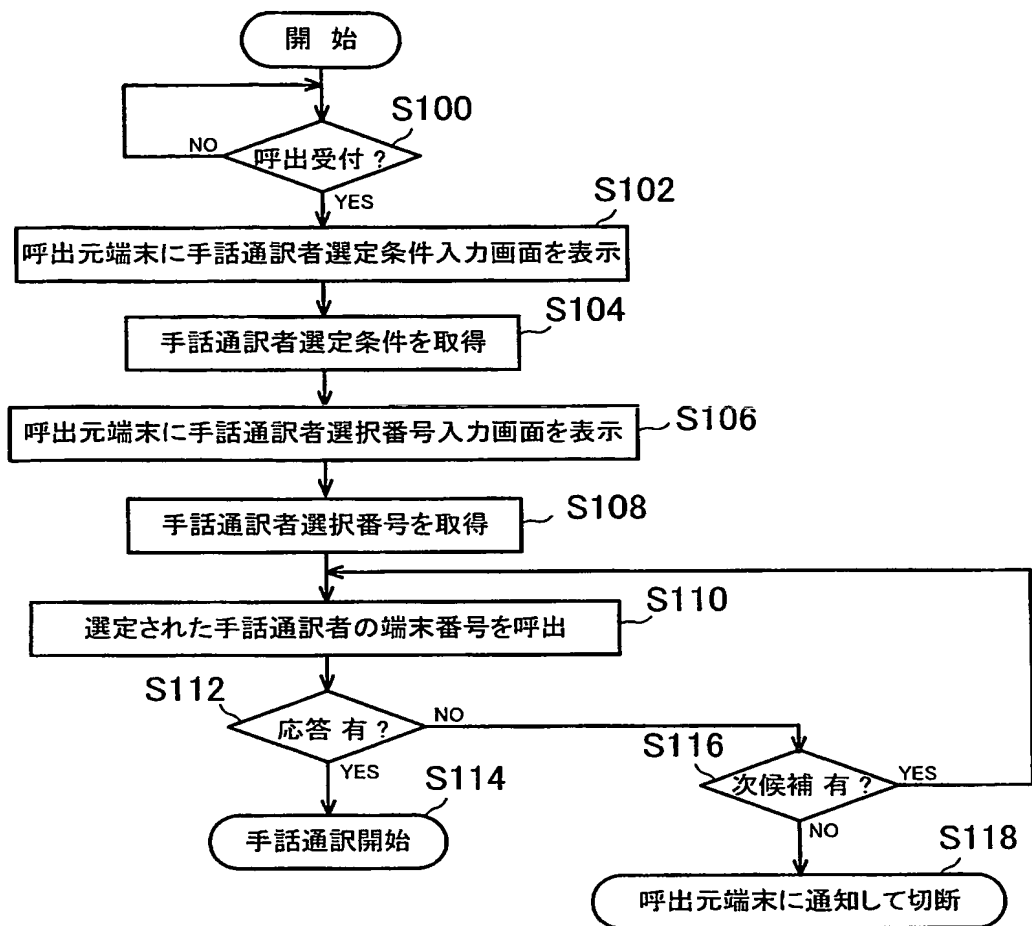 開 始
S100
呼出受付 ?
NO
YES
S102
呼出元端末に手話通訳者選定条件入力画面を表示
S104
手話通訳者選定条件を取得
S106
呼出元端末に手話通訳者選択番号入力画面を表示
S108
手話通訳者選択番号を取得
S110
選定された手話通訳者の端末番号を呼出
S112
応答 有 ?
NO
YES
S114
手話通訳開始
S116
次候補 有 ?
YES
NO
S118
呼出元端末に通知して切断